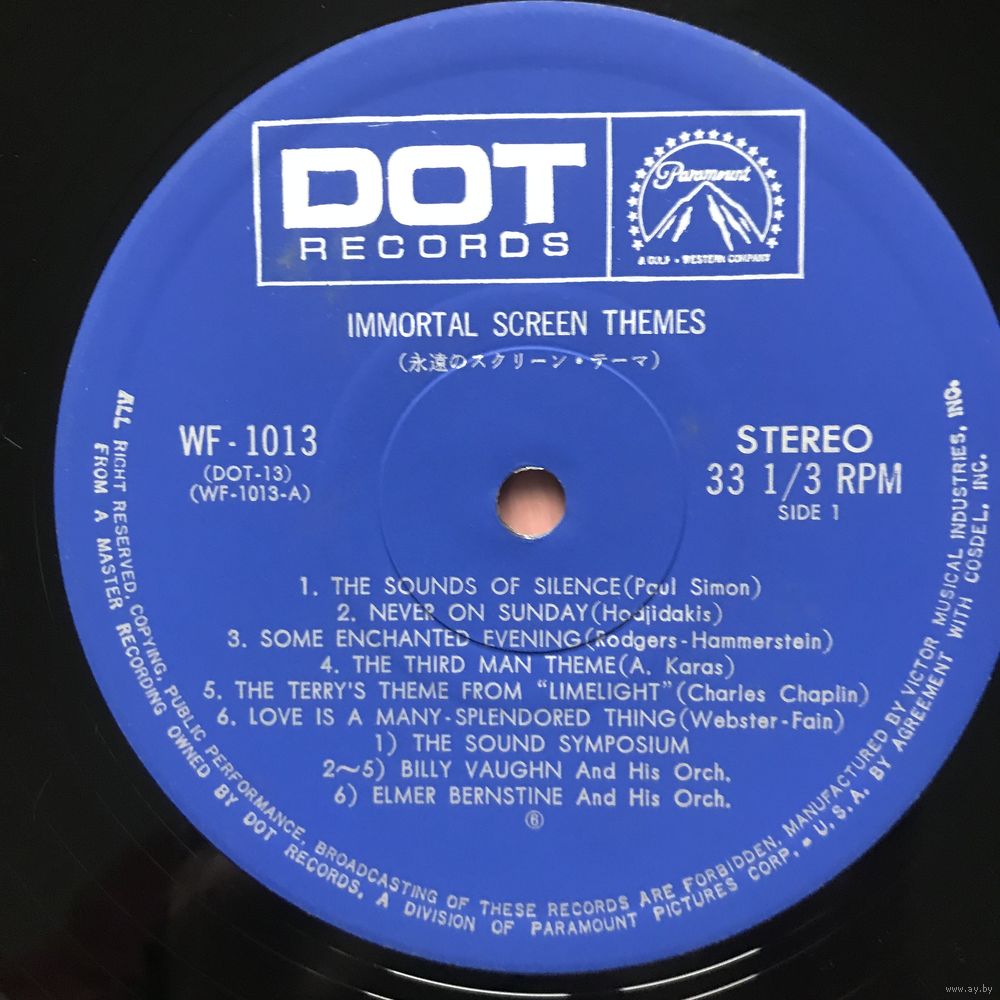 DOT
RECORDS
Paramount
A GULF + WESTERN COMPANY
IMMORTAL SCREEN THEMES
(永遠のスクリーン・テーマ)
WF-1013
(DOT-13)
(WF-1013-A)
STEREO
33 1/3 RPM
SIDE 1
1. THE SOUNDS OF SILENCE(Paul Simon)
2. NEVER ON SUNDAY(Hodjidakis)
3. SOME ENCHANTED EVENING(Rodgers-Hammerstein)
4. THE THIRD MAN THEME(A. Karas)
5. THE TERRY'S THEME FROM "LIMELIGHT"(Charles Chaplin)
6. LOVE IS A MANY-SPLENDORED THING(Webster-Fain)
1) THE SOUND SYMPOSIUM
2〜5) BILLY VAUGHN And His Orch.
6) ELMER BERNSTINE And His Orch.
⑥
ALL RIGHT RESERVED, COPYING, PUBLIC PERFORMANCE, BROADCASTING OF THESE RECORDS ARE FORBIDDEN, MANUFACTURED BY VICTOR MUSICAL INDUSTRIES, INC.
FROM A MASTER RECORDING OWNED BY DOT RECORDS, A DIVISION OF PARAMOUNT PICTURES CORP. • U. S. A. BY AGREEMENT WITH COSDEL, INC.
www.ay.by